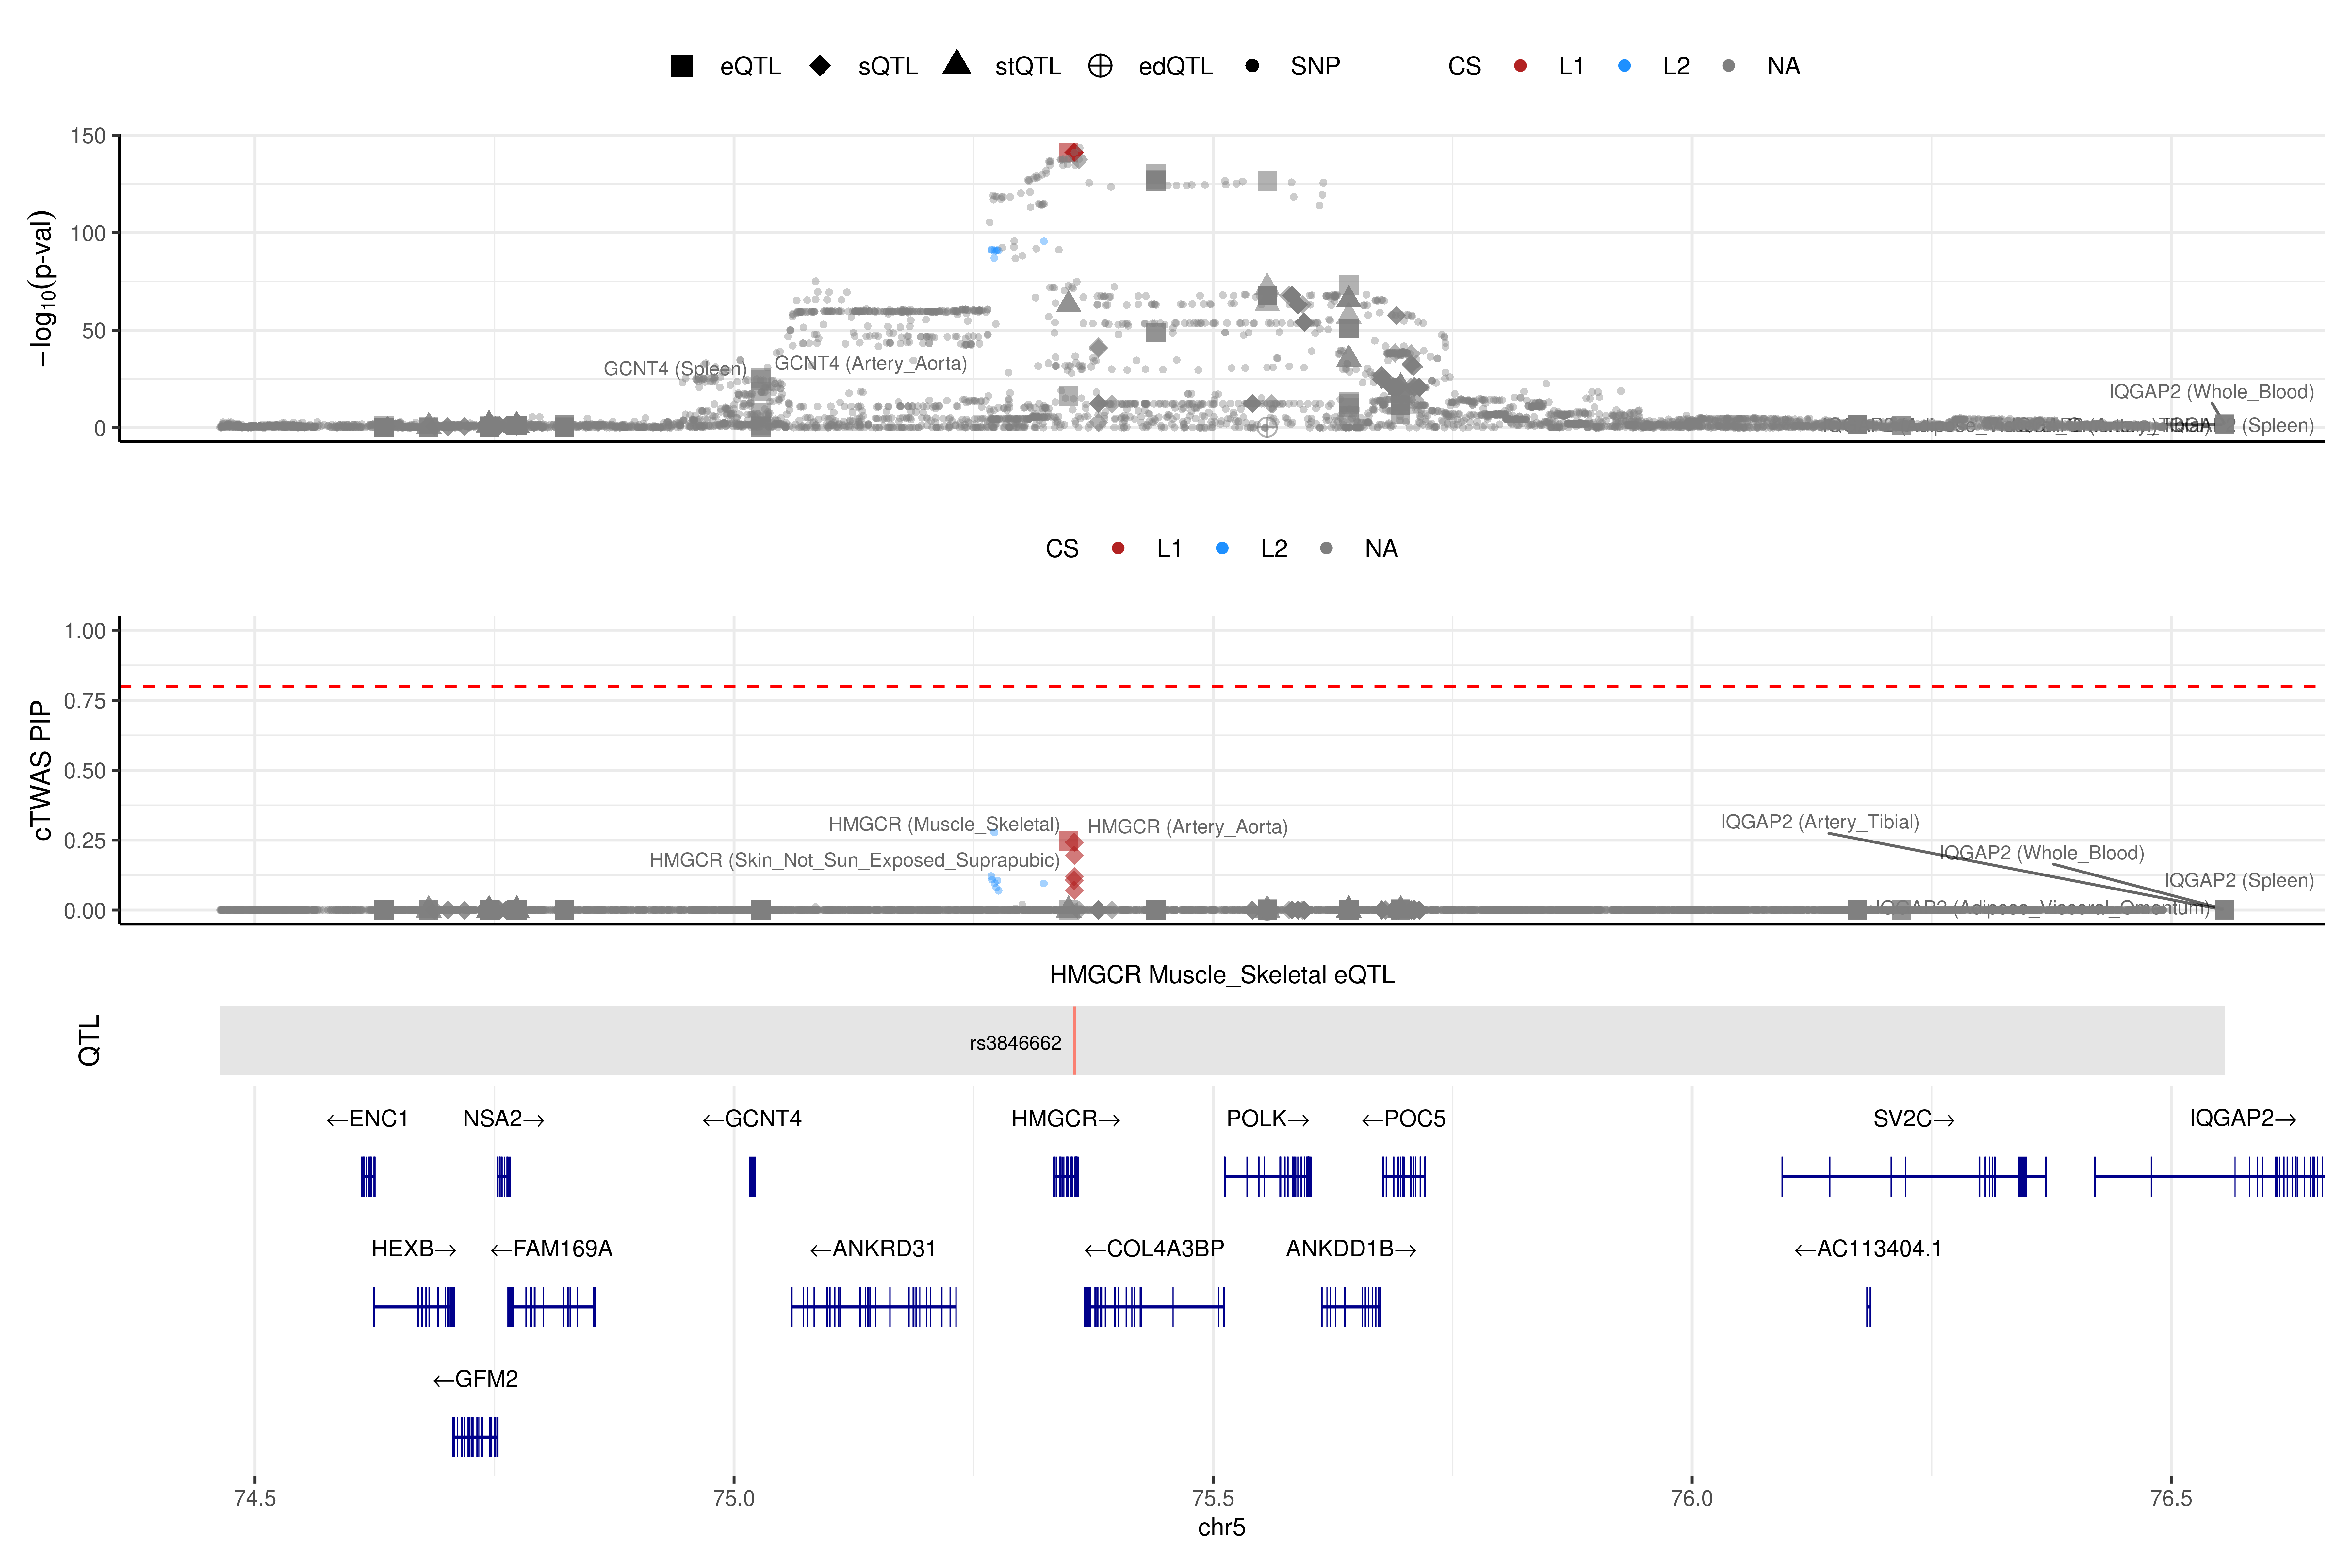 eQTL sQTL stQTL edQTL SNP CS L1 L2 NA
−log10(p-val)
150
100
50
0
GCNT4 (Spleen)
GCNT4 (Artery_Aorta)
IQGAP2 (Whole_Blood)
(Spleen)
CS L1 L2 NA
cTWAS PIP
1.00
0.75
0.50
0.25
0.00
HMGCR (Muscle_Skeletal)
HMGCR (Artery_Aorta)
HMGCR (Skin_Not_Sun_Exposed_Suprapubic)
IQGAP2 (Artery_Tibial)
IQGAP2 (Whole_Blood)
IQGAP2 (Spleen)
IQGAP2 (Adipose_Visceral_Omentum)
HMGCR Muscle_Skeletal eQTL
QTL
rs3846662
←ENC1 NSA2→ ←GCNT4 HMGCR→ POLK→ ←POC5 SV2C→ IQGAP2→
HEXB→ ←FAM169A ←ANKRD31 ←COL4A3BP ANKDD1B→ ←AC113404.1
←GFM2
74.5 75.0 75.5 76.0 76.5
chr5